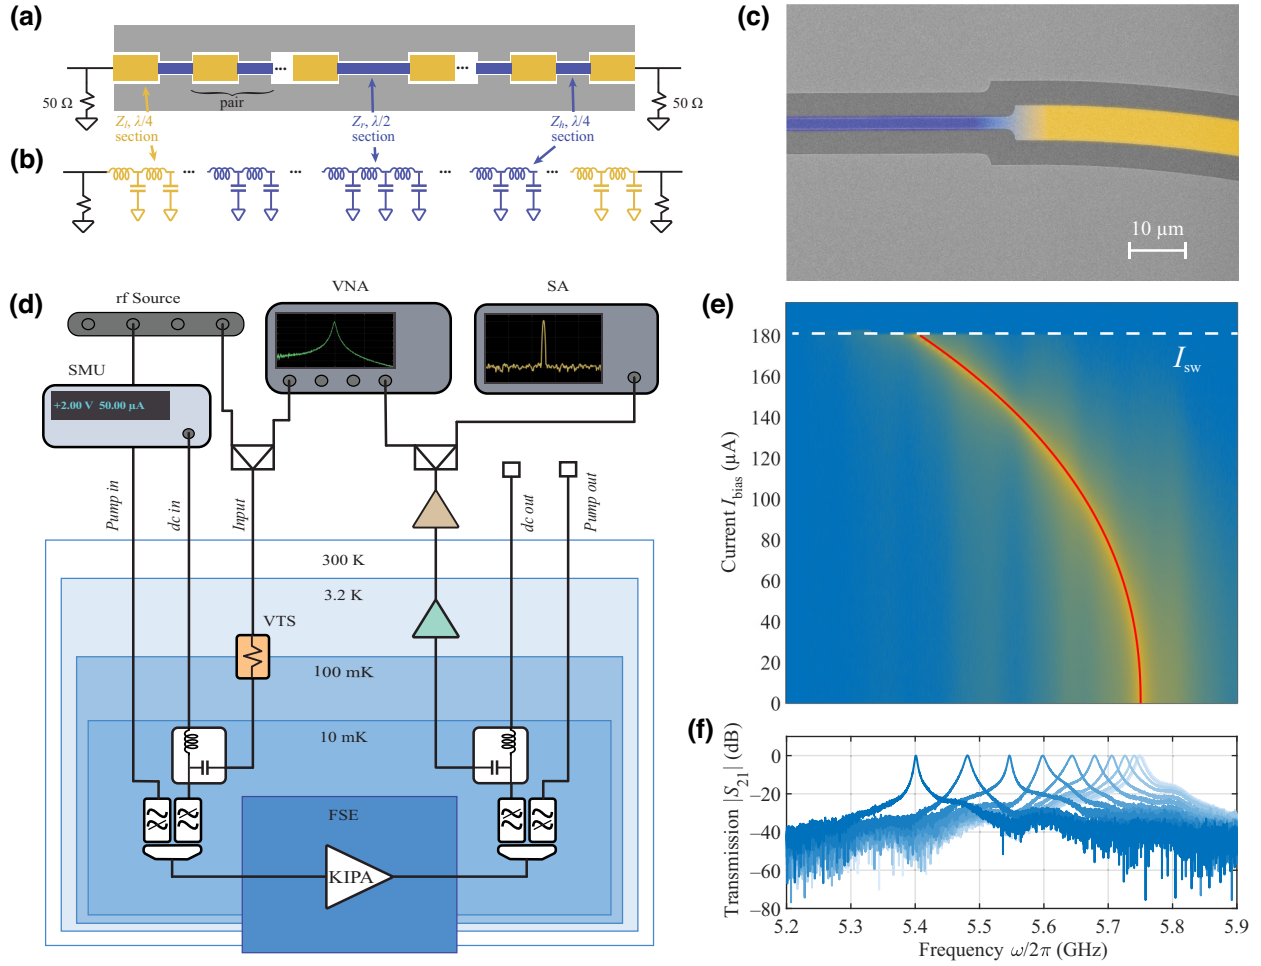 (a)
50 Ω
50 Ω
pair
Z_l, λ/4
section
Z_r, λ/2
section
Z_h, λ/4
section
(b)
(c)
10 µm
(d)
rf Source
VNA
SA
SMU
+2.00 V 50.00 µA
Pump in
dc in
Input
dc out
Pump out
300 K
3.2 K
VTS
100 mK
10 mK
FSE
KIPA
(e)
180
160
140
120
100
80
60
40
20
0
Current I_bias (µA)
I_sw
(f)
0
−20
−40
−60
−80
Transmission |S_21| (dB)
5.2 5.3 5.4 5.5 5.6 5.7 5.8 5.9
Frequency ω/2π (GHz)